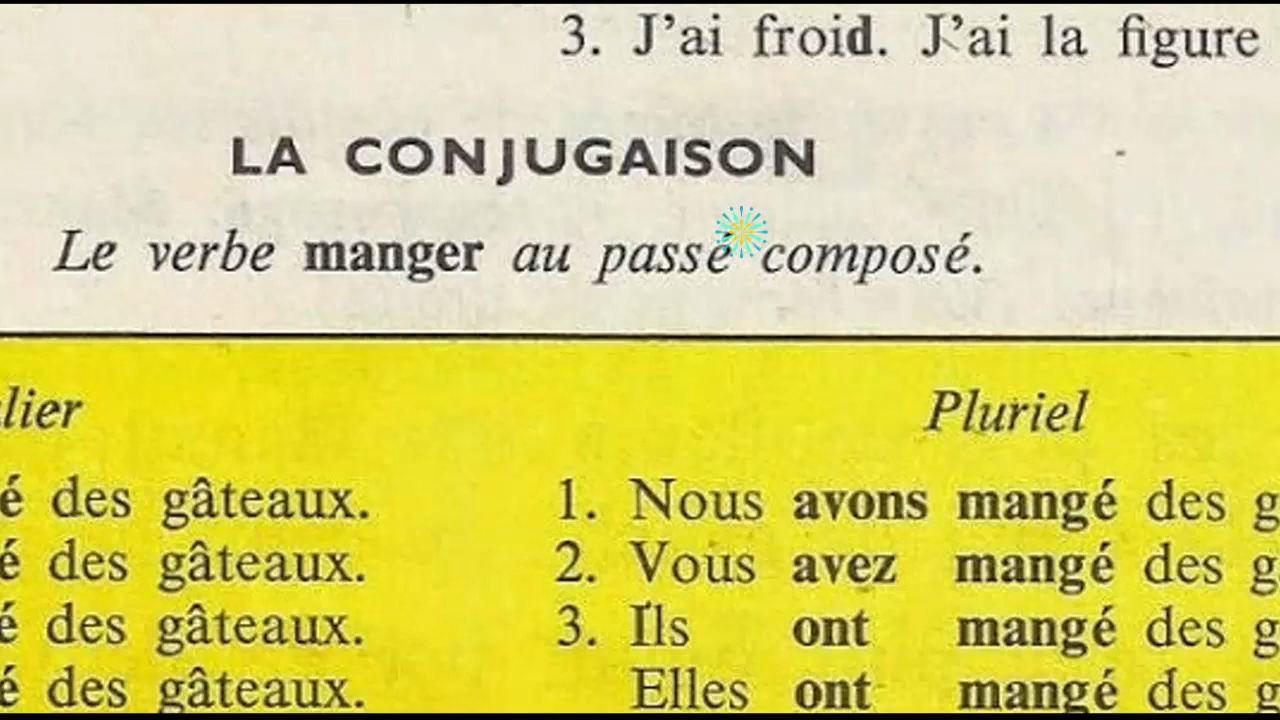 3. J'ai froid. J'ai la figure
LA CONJUGAISON
Le verbe manger au passé composé.
lier Pluriel
é des gâteaux. 1. Nous avons mangé des g
é des gâteaux. 2. Vous avez mangé des g
é des gâteaux. 3. Ils ont mangé des g
é des gâteaux. Elles ont mangé des g